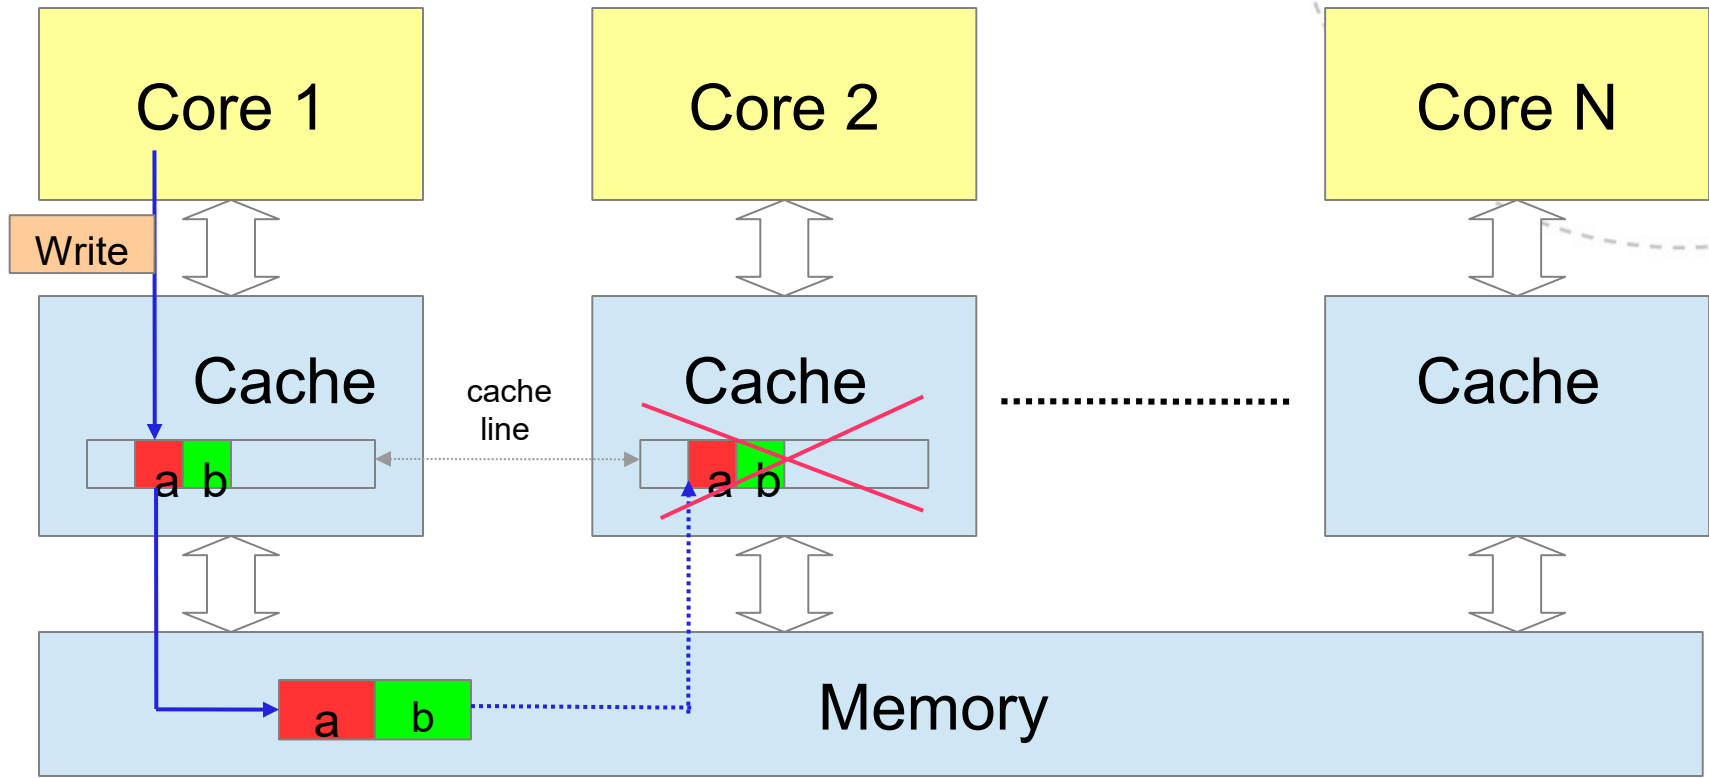 Core 1
Core 2
Core N
Write
Cache
cache
line
Cache
Cache
a b
a b
a b
Memory